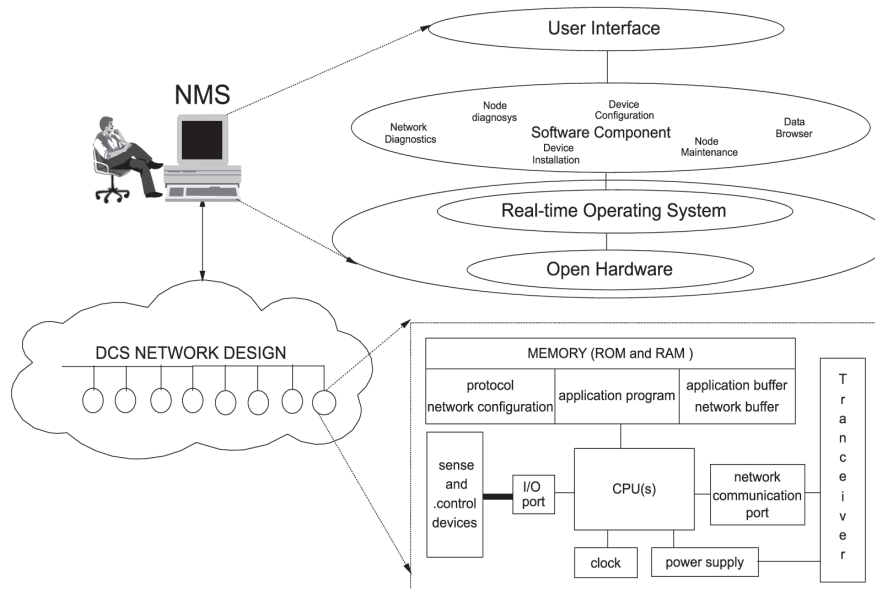 User Interface
NMS
Node
diagnosys
Device
Configuration
Network
Diagnostics
Software Component
Data
Browser
Device
Installation
Node
Maintenance
Real-time Operating System
Open Hardware
DCS NETWORK DESIGN
MEMORY (ROM and RAM )
protocol
network configuration
application program
application buffer
network buffer
sense
and
.control
devices
I/O
port
CPU(s)
network
communication
port
clock
power supply
T
r
a
n
c
e
i
v
e
r